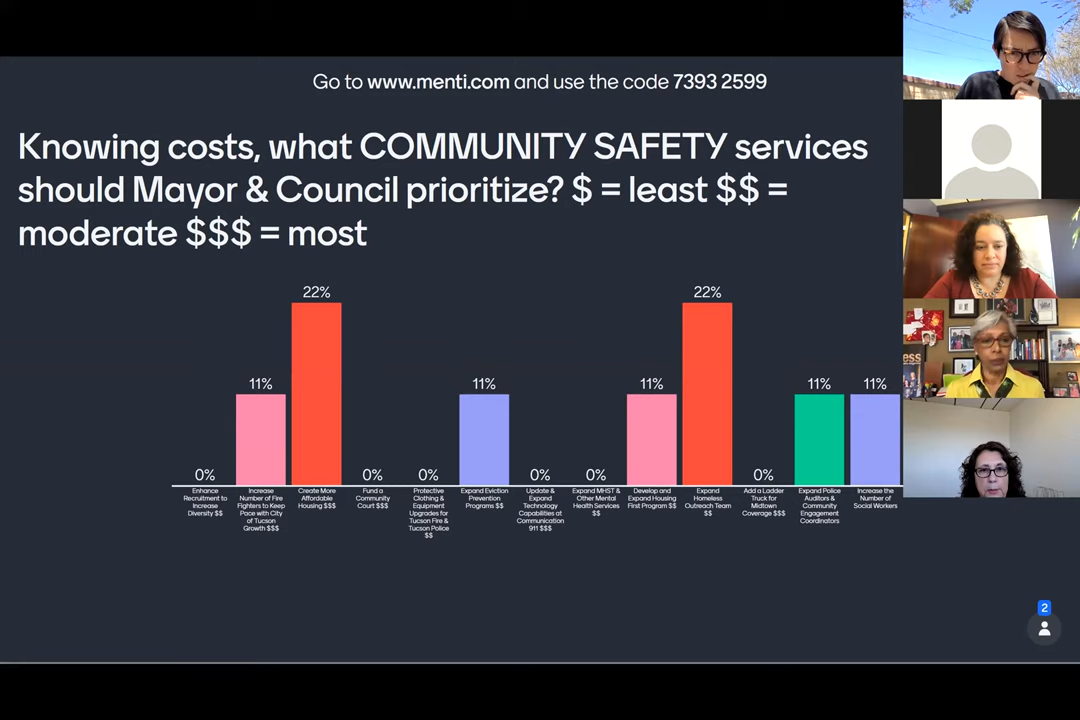 Go to www.menti.com and use the code 7393 2599
Knowing costs, what COMMUNITY SAFETY services
should Mayor & Council prioritize? $ = least $$ =
moderate $$$ = most
22%
22%
11%
11%
11%
11%
11%
0%
0%
0%
0%
0%
0%
Enhance
Recruitment to
Increase
Diversity $$
Increase
Number of Fire
Fighters to Keep
Pace with City
of Tucson
Growth $$$
Create More
Affordable
Housing $$$
Fund a
Community
Court $$$
Protective
Clothing &
Equipment
Upgrades for
Tucson Fire &
Tucson Police
$$
Expand Eviction
Prevention
Programs $$
Update &
Expand
Technology
Capabilities at
Communication
911 $$$
Expand MHST &
Other Mental
Health Services
$$
Develop and
Expand Housing
First Program $$
Expand
Homeless
Outreach Team
$$
Add a Ladder
Truck for
Midtown
Coverage $$$
Expand Police
Auditors &
Community
Engagement
Coordinators
Increase the
Number of
Social Workers
2